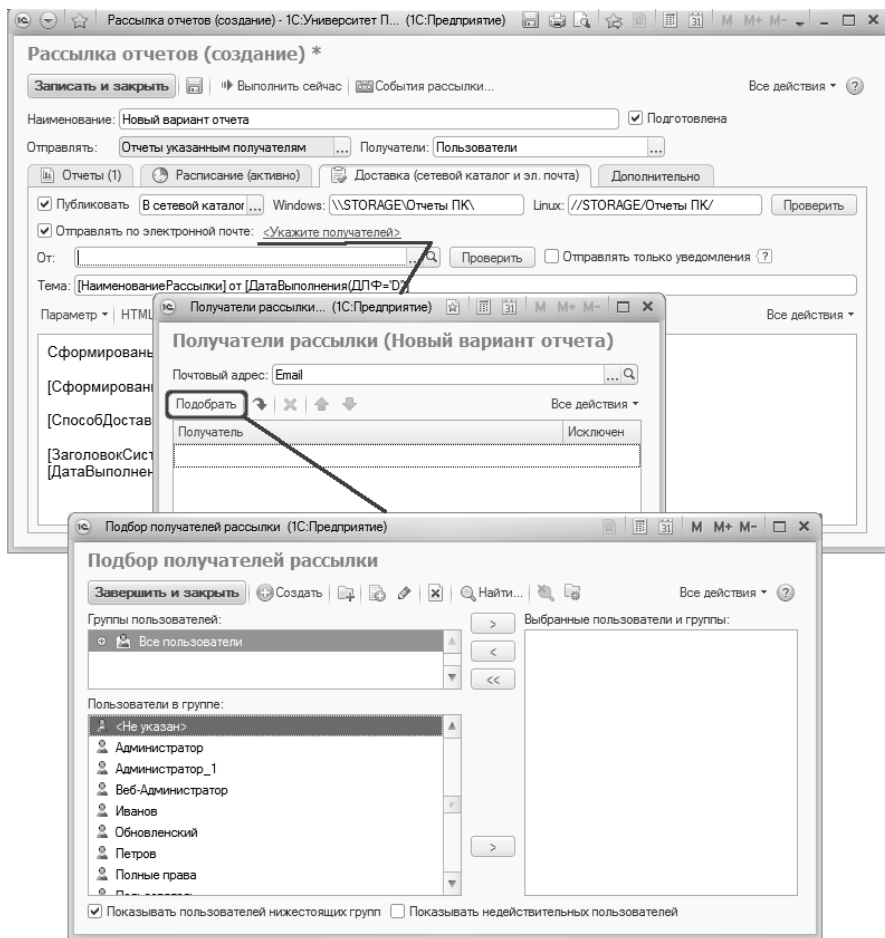 Рассылка отчетов (создание) - 1С:Университет П... (1С:Предприятие) M M+ M-
Рассылка отчетов (создание) *
Записать и закрыть Выполнить сейчас События рассылки... Все действия
Наименование: Новый вариант отчета Подготовлена
Отправлять: Отчеты указанным получателям ... Получатели: Пользователи ...
Отчеты (1) Расписание (активно) Доставка (сетевой каталог и эл. почта) Дополнительно
Публиковать В сетевой каталог ... Windows: \\STORAGE\Отчеты ПК\ Linux: //STORAGE/Отчеты ПК/ Проверить
Отправлять по электронной почте: <Укажите получателей>
От: ... Проверить Отправлять только уведомления ?
Тема: [НаименованиеРассылки] от [ДатаВыполнения(ДЛФ='D')]
Параметр HTML Все действия
Получатели рассылки... (1С:Предприятие) M M+ M-
Сформированы
[Сформирован
[СпособДостав
[ЗаголовокСист
[ДатаВыполнен
Получатели рассылки (Новый вариант отчета)
Почтовый адрес: Email ...
Подобрать Все действия
Получатель Исключен
Подбор получателей рассылки (1С:Предприятие) M M+ M-
Подбор получателей рассылки
Завершить и закрыть Создать Найти... Все действия ?
Группы пользователей: > Выбранные пользователи и группы:
Все пользователи <
<<
Пользователи в группе:
<Не указан>
Администратор
Администратор_1
Веб-Администратор
Иванов
Обновленский
Петров >
Полные права
Показывать пользователей нижестоящих групп Показывать недействительных пользователей